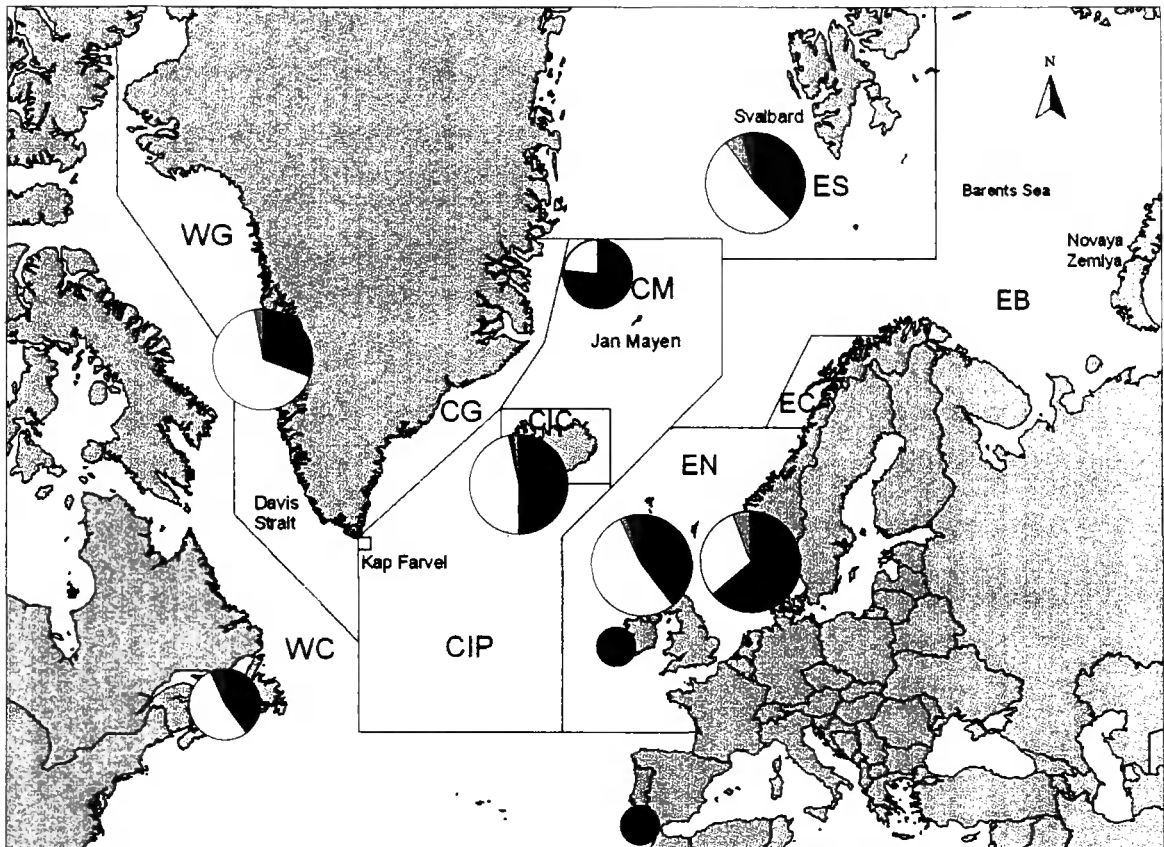 N
Svalbard
ES
Barents Sea
WG
Novaya
Zemlya
CM
EB
Jan Mayen
CG
EC
CIC
EN
Davis
Strait
Kap Farvel
WC
CIP